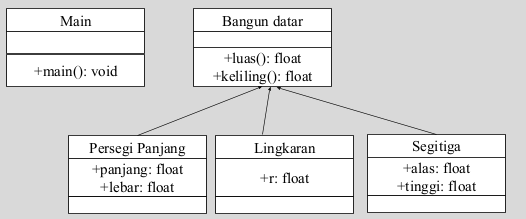 Main
+main(): void
Bangun datar
+luas(): float
+keliling(): float
Persegi Panjang
+panjang: float
+lebar: float
Lingkaran
+r: float
Segitiga
+alas: float
+tinggi: float